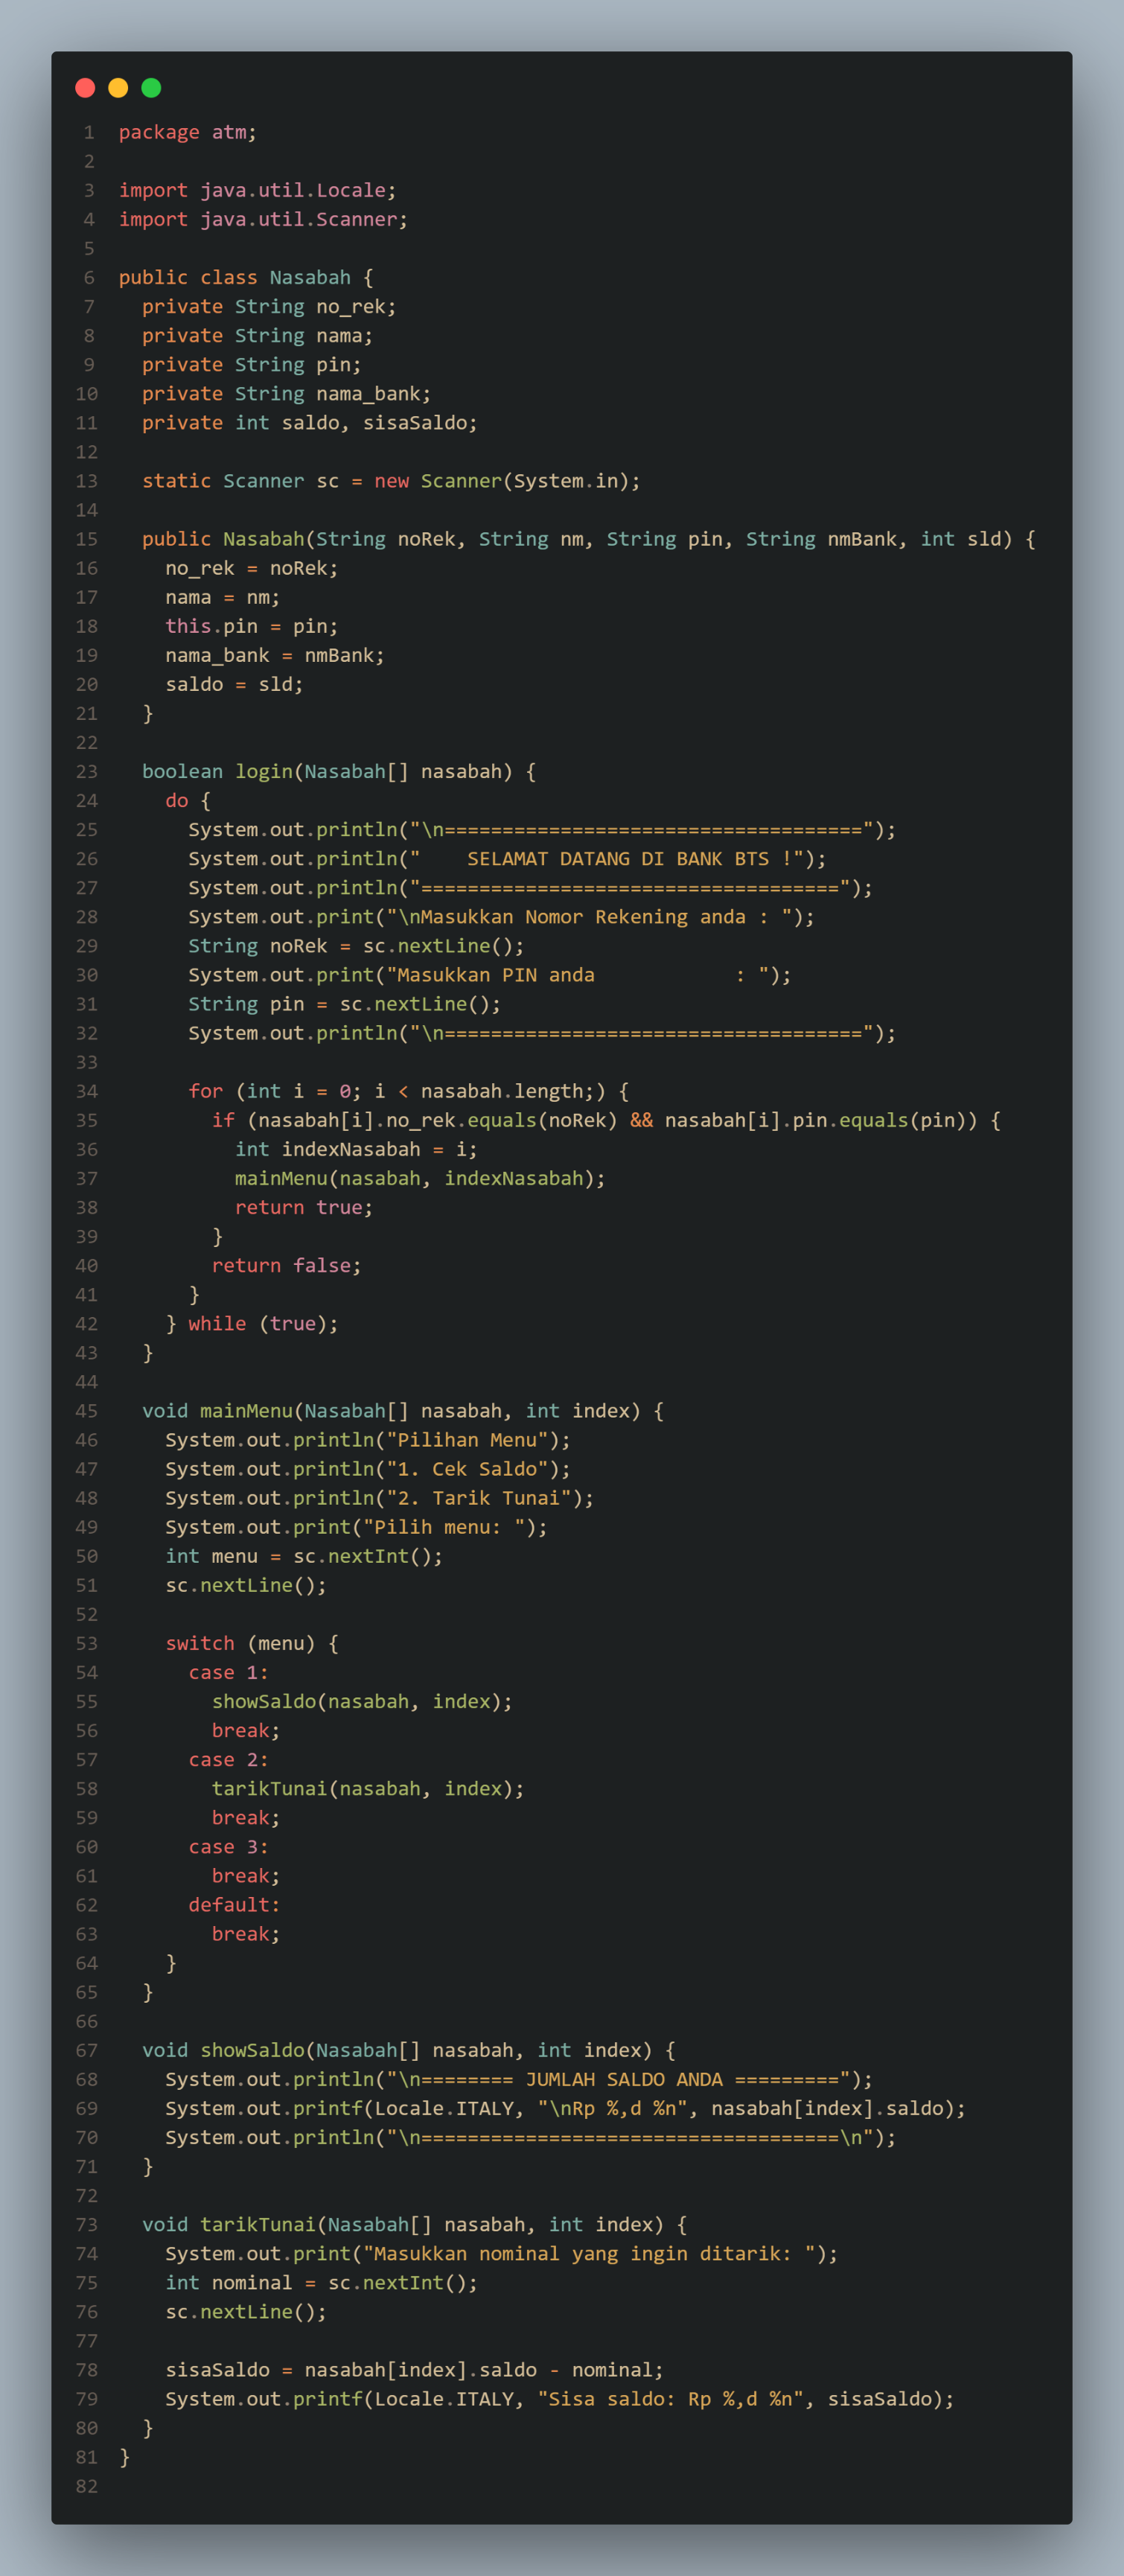 1 package atm;
2
3 import java.util.Locale;
4 import java.util.Scanner;
5
6 public class Nasabah {
7   private String no_rek;
8   private String nama;
9   private String pin;
10   private String nama_bank;
11   private int saldo, sisaSaldo;
12
13   static Scanner sc = new Scanner(System.in);
14
15   public Nasabah(String noRek, String nm, String pin, String nmBank, int sld) {
16     no_rek = noRek;
17     nama = nm;
18     this.pin = pin;
19     nama_bank = nmBank;
20     saldo = sld;
21   }
22
23   boolean login(Nasabah[] nasabah) {
24     do {
25       System.out.println("\n====================================");
26       System.out.println("    SELAMAT DATANG DI BANK BTS !");
27       System.out.println("====================================");
28       System.out.print("\nMasukkan Nomor Rekening anda : ");
29       String noRek = sc.nextLine();
30       System.out.print("Masukkan PIN anda            : ");
31       String pin = sc.nextLine();
32       System.out.println("\n====================================");
33
34       for (int i = 0; i < nasabah.length;) {
35         if (nasabah[i].no_rek.equals(noRek) && nasabah[i].pin.equals(pin)) {
36           int indexNasabah = i;
37           mainMenu(nasabah, indexNasabah);
38           return true;
39         }
40         return false;
41       }
42     } while (true);
43   }
44
45   void mainMenu(Nasabah[] nasabah, int index) {
46     System.out.println("Pilihan Menu");
47     System.out.println("1. Cek Saldo");
48     System.out.println("2. Tarik Tunai");
49     System.out.print("Pilih menu: ");
50     int menu = sc.nextInt();
51     sc.nextLine();
52
53     switch (menu) {
54       case 1:
55         showSaldo(nasabah, index);
56         break;
57       case 2:
58         tarikTunai(nasabah, index);
59         break;
60       case 3:
61         break;
62       default:
63         break;
64     }
65   }
66
67   void showSaldo(Nasabah[] nasabah, int index) {
68     System.out.println("\n======== JUMLAH SALDO ANDA =========");
69     System.out.printf(Locale.ITALY, "\nRp %,d %n", nasabah[index].saldo);
70     System.out.println("\n====================================\n");
71   }
72
73   void tarikTunai(Nasabah[] nasabah, int index) {
74     System.out.print("Masukkan nominal yang ingin ditarik: ");
75     int nominal = sc.nextInt();
76     sc.nextLine();
77
78     sisaSaldo = nasabah[index].saldo - nominal;
79     System.out.printf(Locale.ITALY, "Sisa saldo: Rp %,d %n", sisaSaldo);
80   }
81 }
82